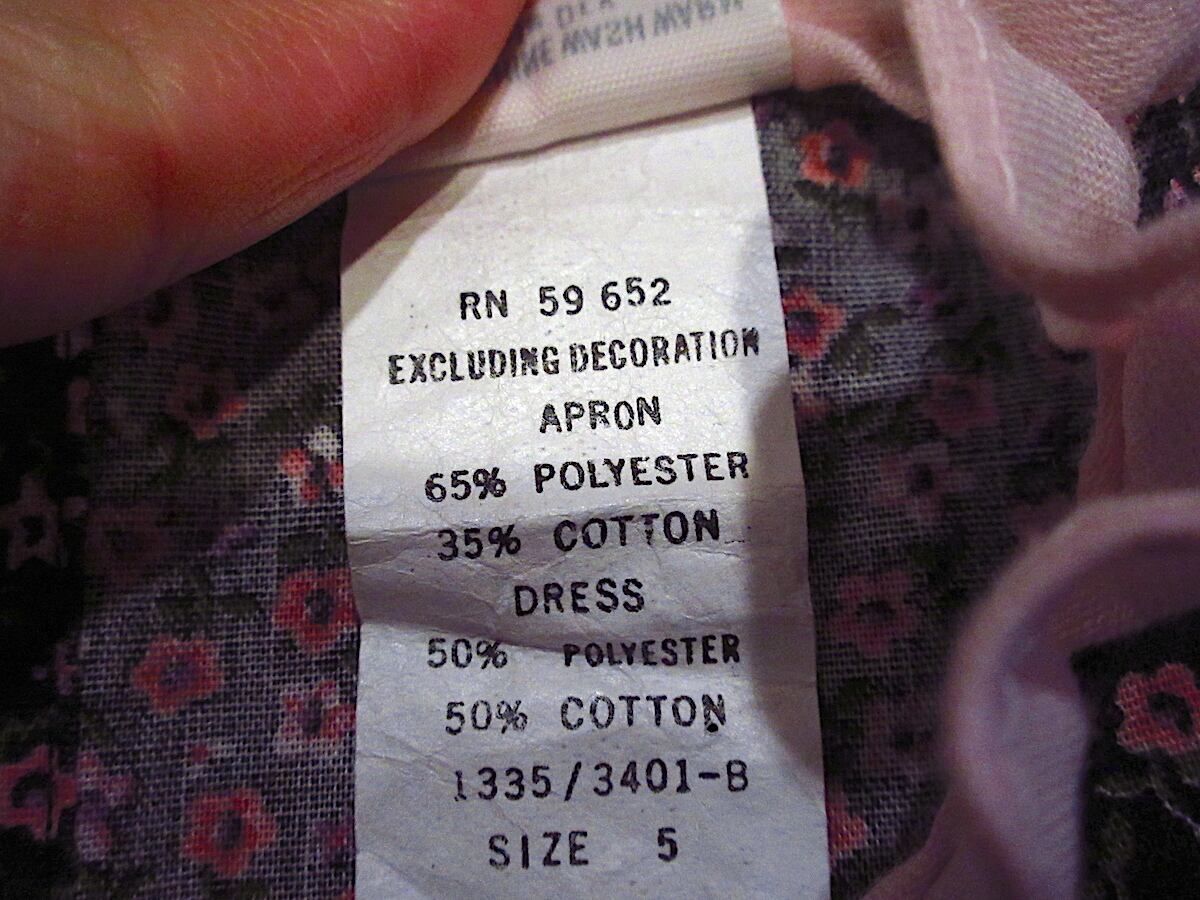 RN 59 652
EXCLUDING DECORATION
APRON
65% POLYESTER
35% COTTON
DRESS
50% POLYESTER
50% COTTON
1335/3401-B
SIZE 5